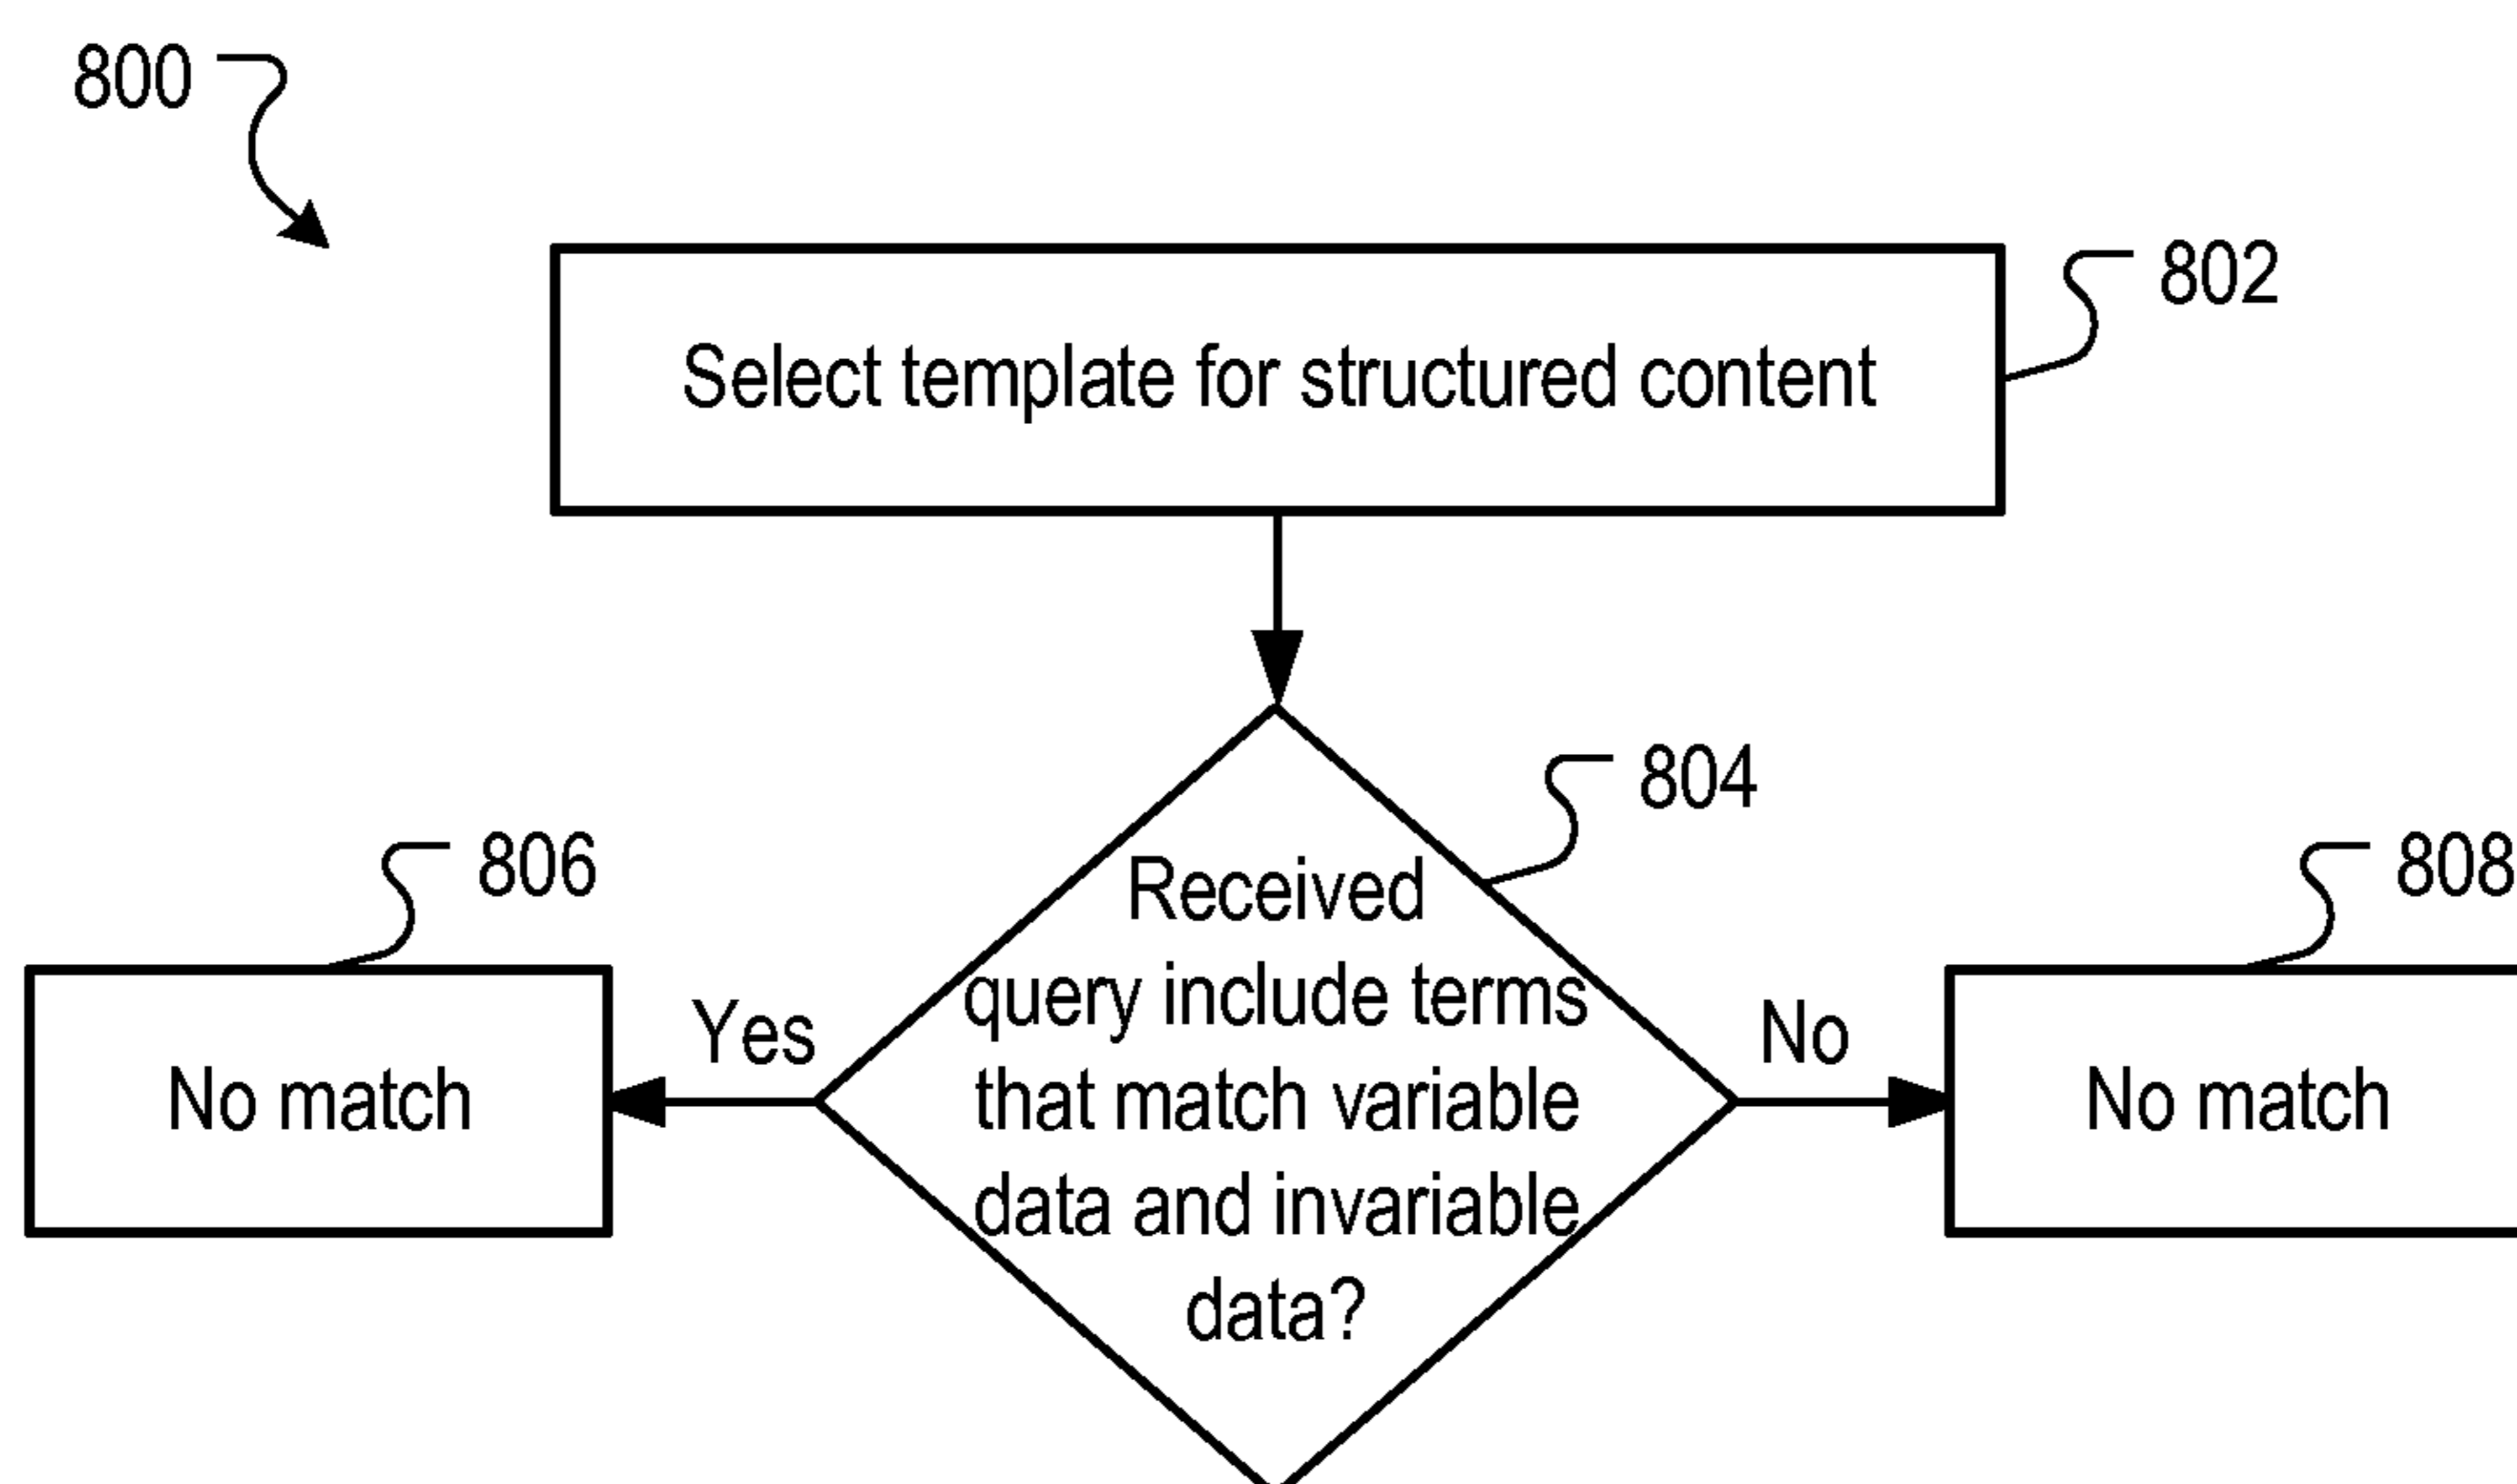 800
802
Select template for structured content
804
806
808
Received
query include terms
that match variable
data and invariable
data?
Yes
No
No match
No match